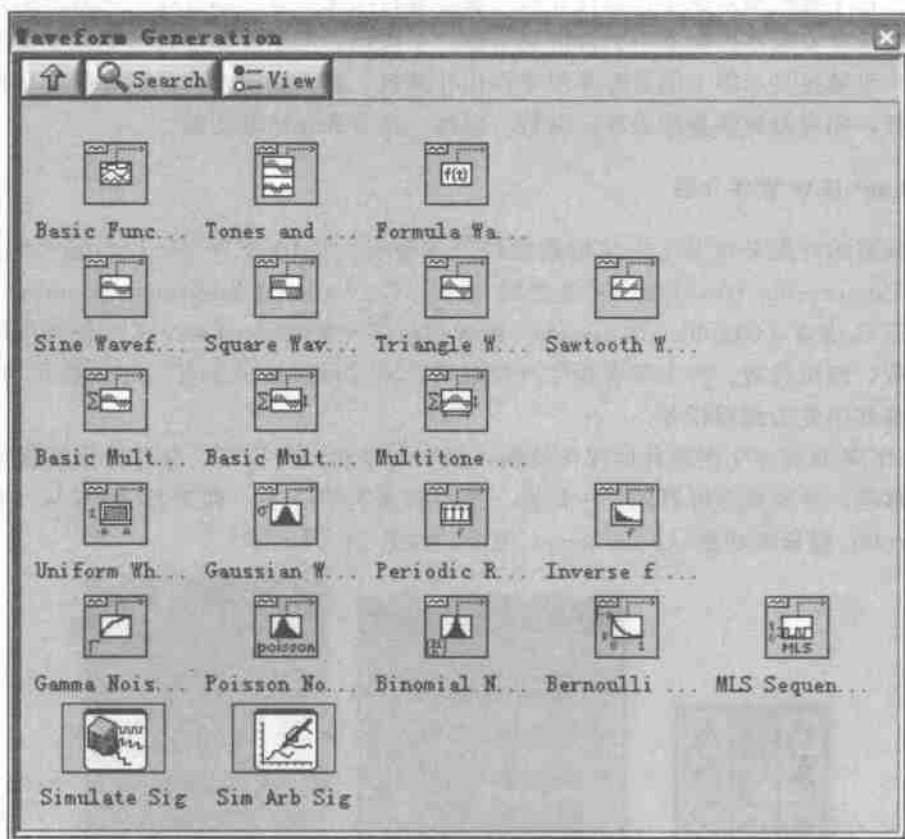 Waveform Generation
Search View
f(t)
Basic Func... Tones and ... Formula Wa...
Sine Wavef... Square Wav... Triangle W... Sawtooth W...
Σ Σ t Σ
Basic Mult... Basic Mult... Multitone ...
Uniform Wh... Gaussian W... Periodic R... Inverse f ...
poisson MLS
Gamma Nois... Poisson No... Binomial N... Bernoulli ... MLS Sequen...
Simulate Sig Sim Arb Sig